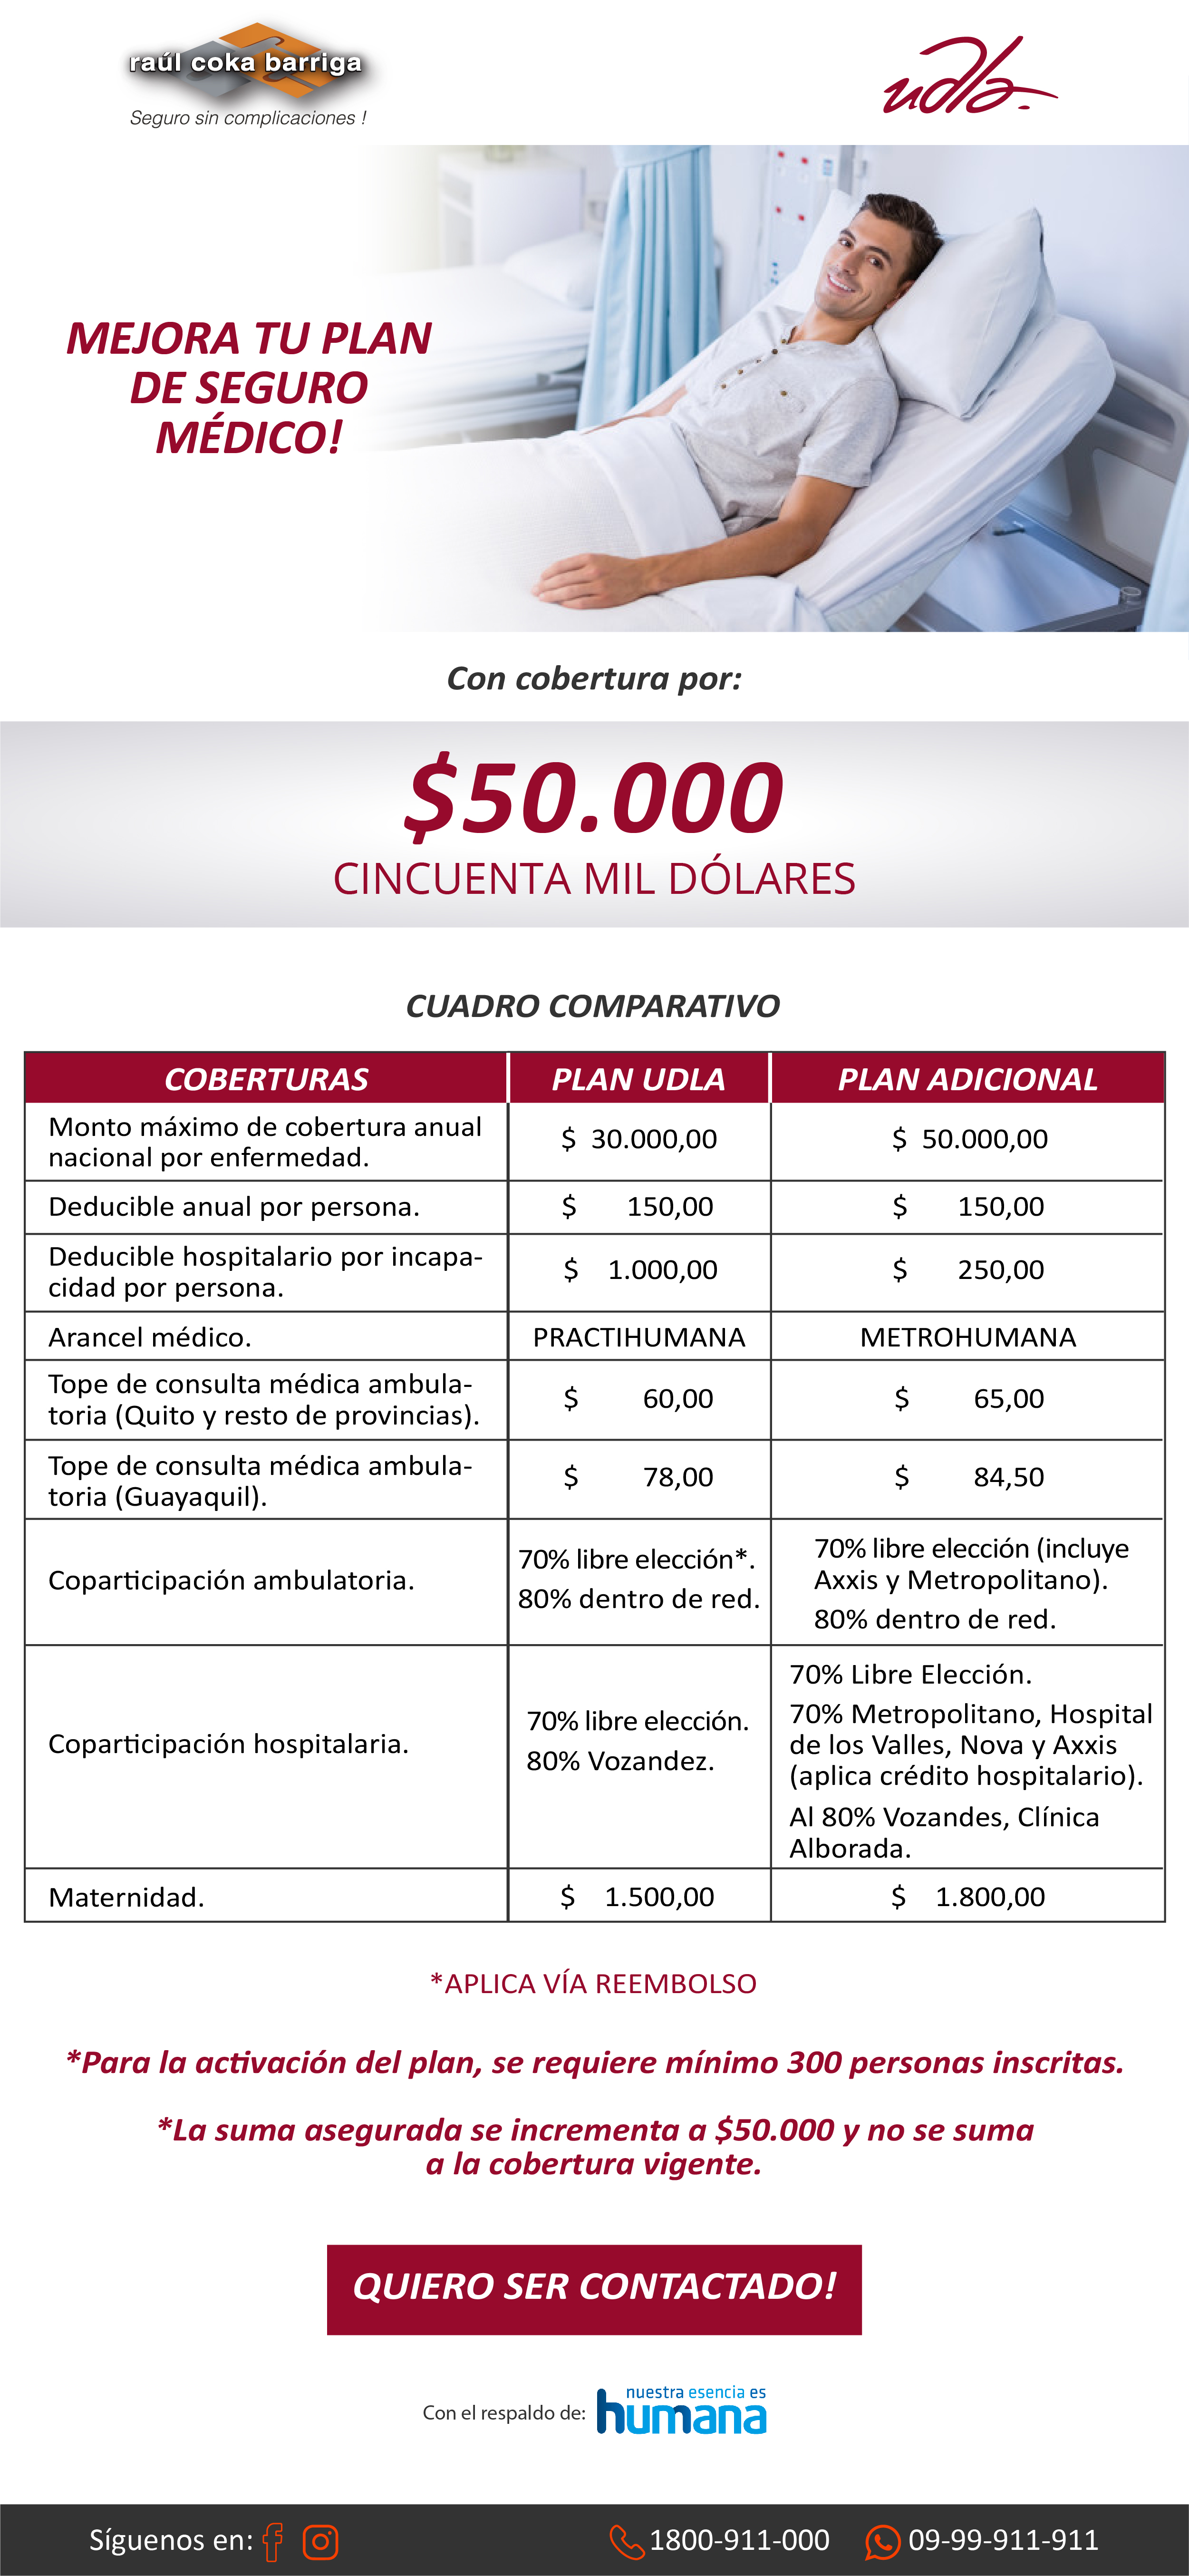 raúl coka barriga
Seguro sin complicaciones !
udla.
MEJORA TU PLAN
DE SEGURO
MÉDICO!
Con cobertura por:
$50.000
CINCUENTA MIL DÓLARES
CUADRO COMPARATIVO
COBERTURAS PLAN UDLA PLAN ADICIONAL
Monto máximo de cobertura anual
nacional por enfermedad.
$ 30.000,00 $ 50.000,00
Deducible anual por persona. $ 150,00 $ 150,00
Deducible hospitalario por incapa-
cidad por persona.
$ 1.000,00 $ 250,00
Arancel médico. PRACTIHUMANA METROHUMANA
Tope de consulta médica ambula-
toria (Quito y resto de provincias).
$ 60,00 $ 65,00
Tope de consulta médica ambula-
toria (Guayaquil).
$ 78,00 $ 84,50
Coparticipación ambulatoria.
70% libre elección*.
80% dentro de red.
70% libre elección (incluye
Axxis y Metropolitano).
80% dentro de red.
Coparticipación hospitalaria.
70% libre elección.
80% Vozandez.
70% Libre Elección.
70% Metropolitano, Hospital
de los Valles, Nova y Axxis
(aplica crédito hospitalario).
Al 80% Vozandes, Clínica
Alborada.
Maternidad. $ 1.500,00 $ 1.800,00
*APLICA VÍA REEMBOLSO
*Para la activación del plan, se requiere mínimo 300 personas inscritas.
*La suma asegurada se incrementa a $50.000 y no se suma
a la cobertura vigente.
QUIERO SER CONTACTADO!
Con el respaldo de:
nuestra esencia es
humana
Síguenos en: 1800-911-000 09-99-911-911